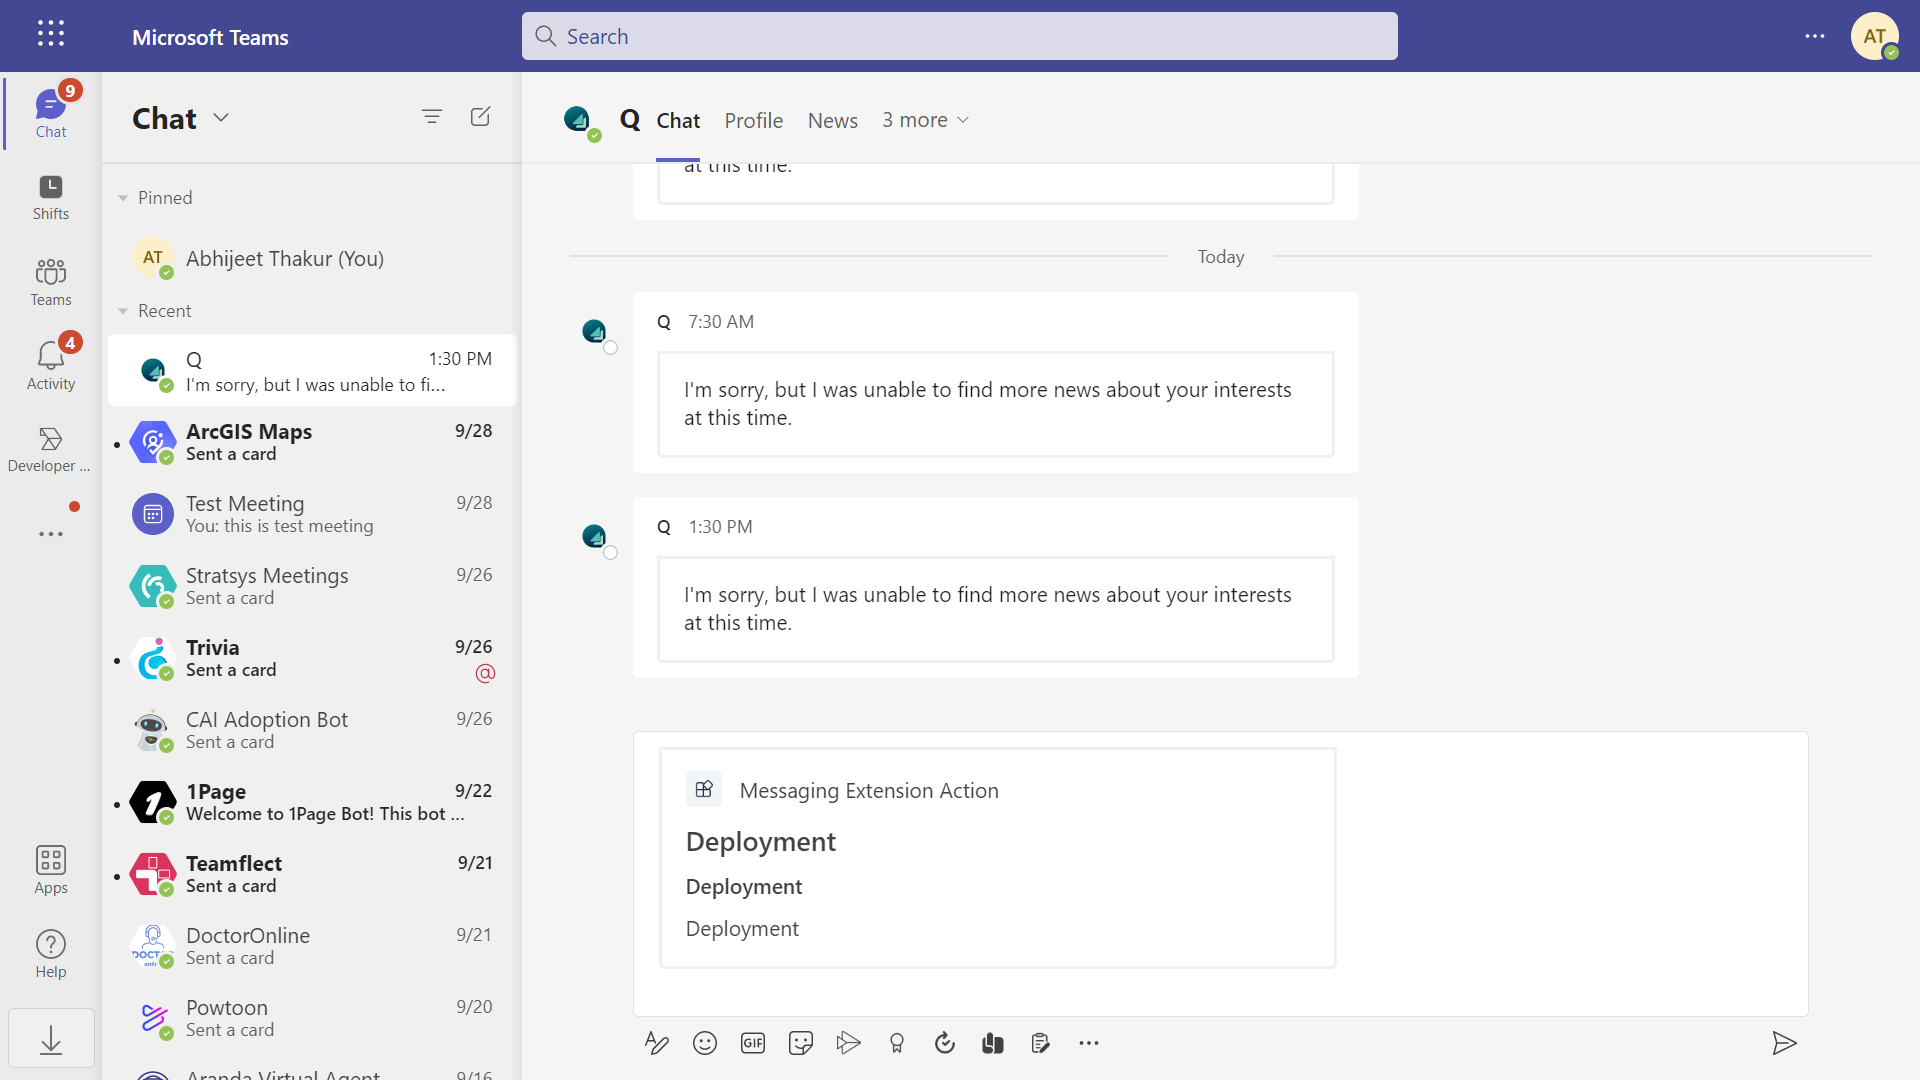 Microsoft Teams
Search
AT
9
Chat
Shifts
Teams
4
Activity
Developer ...
Apps
Help
Chat
Pinned
AT
Abhijeet Thakur (You)
Recent
Q
1:30 PM
I'm sorry, but I was unable to fi...
ArcGIS Maps
9/28
Sent a card
Test Meeting
9/28
You: this is test meeting
Stratsys Meetings
9/26
Sent a card
Trivia
9/26
Sent a card
@
CAI Adoption Bot
9/26
Sent a card
1Page
9/22
Welcome to 1Page Bot! This bot ...
Teamflect
9/21
Sent a card
DoctorOnline
9/21
Sent a card
Powtoon
9/20
Sent a card
Aranda Virtual Agent
9/16
Q
Chat
Profile
News
3 more
at this time.
Today
Q 7:30 AM
I'm sorry, but I was unable to find more news about your interests
at this time.
Q 1:30 PM
I'm sorry, but I was unable to find more news about your interests
at this time.
Messaging Extension Action
Deployment
Deployment
Deployment
GIF